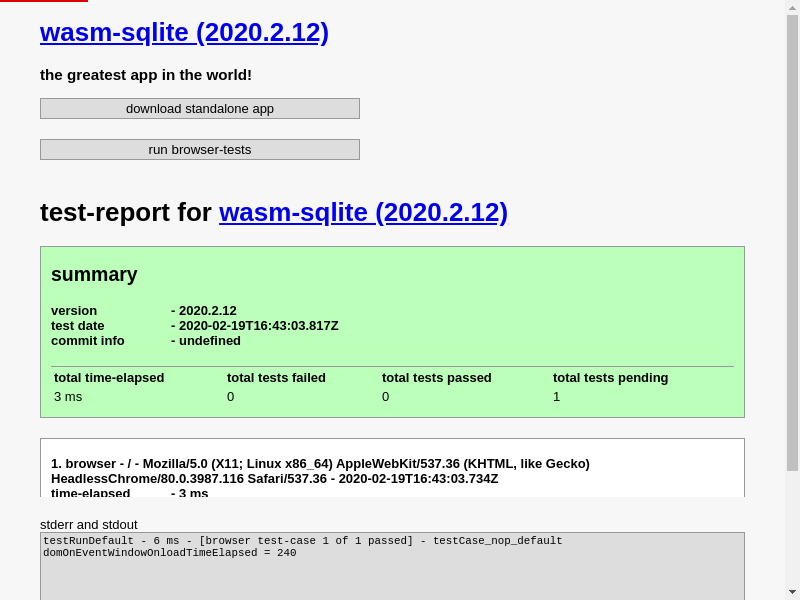 wasm-sqlite (2020.2.12)
the greatest app in the world!
download standalone app
run browser-tests
test-report for wasm-sqlite (2020.2.12)
summary
version - 2020.2.12
test date - 2020-02-19T16:43:03.817Z
commit info - undefined
total time-elapsed total tests failed total tests passed total tests pending
3 ms 0 0 1
1. browser - / - Mozilla/5.0 (X11; Linux x86_64) AppleWebKit/537.36 (KHTML, like Gecko)
HeadlessChrome/80.0.3987.116 Safari/537.36 - 2020-02-19T16:43:03.734Z
time-elapsed - 3 ms
stderr and stdout
testRunDefault - 6 ms - [browser test-case 1 of 1 passed] - testCase_nop_default
domOnEventWindowOnloadTimeElapsed = 240